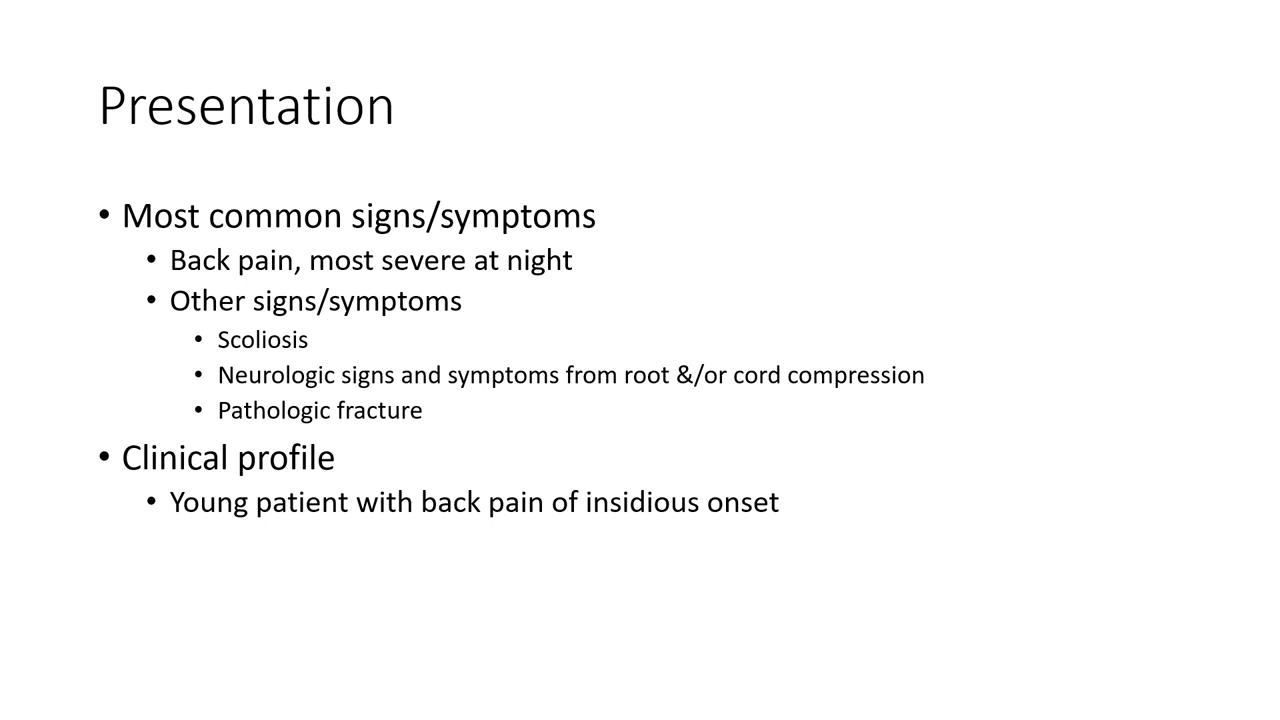 Presentation
• Most common signs/symptoms
• Back pain, most severe at night
• Other signs/symptoms
• Scoliosis
• Neurologic signs and symptoms from root &/or cord compression
• Pathologic fracture
• Clinical profile
• Young patient with back pain of insidious onset